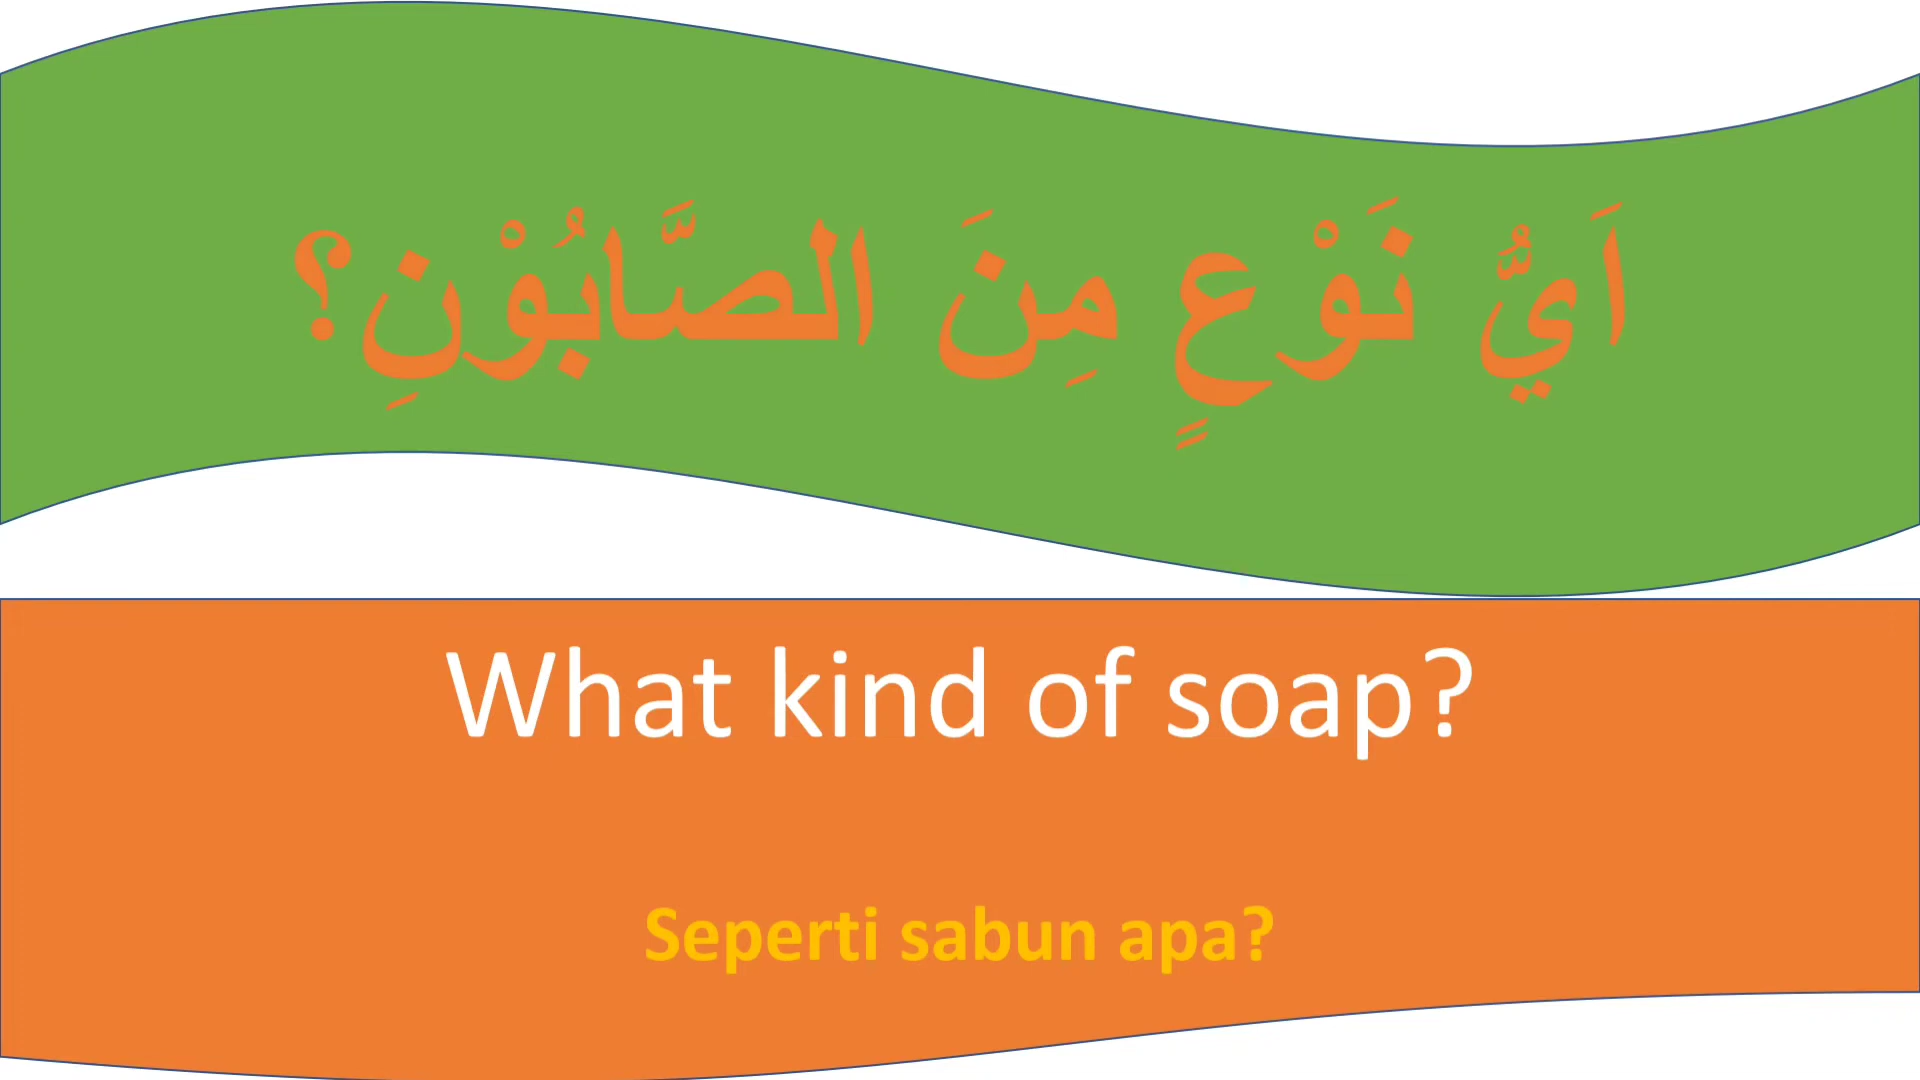 اَيُّ نَوْعٍ مِنَ الصَّابُوْنِ؟
What kind of soap?
Seperti sabun apa?